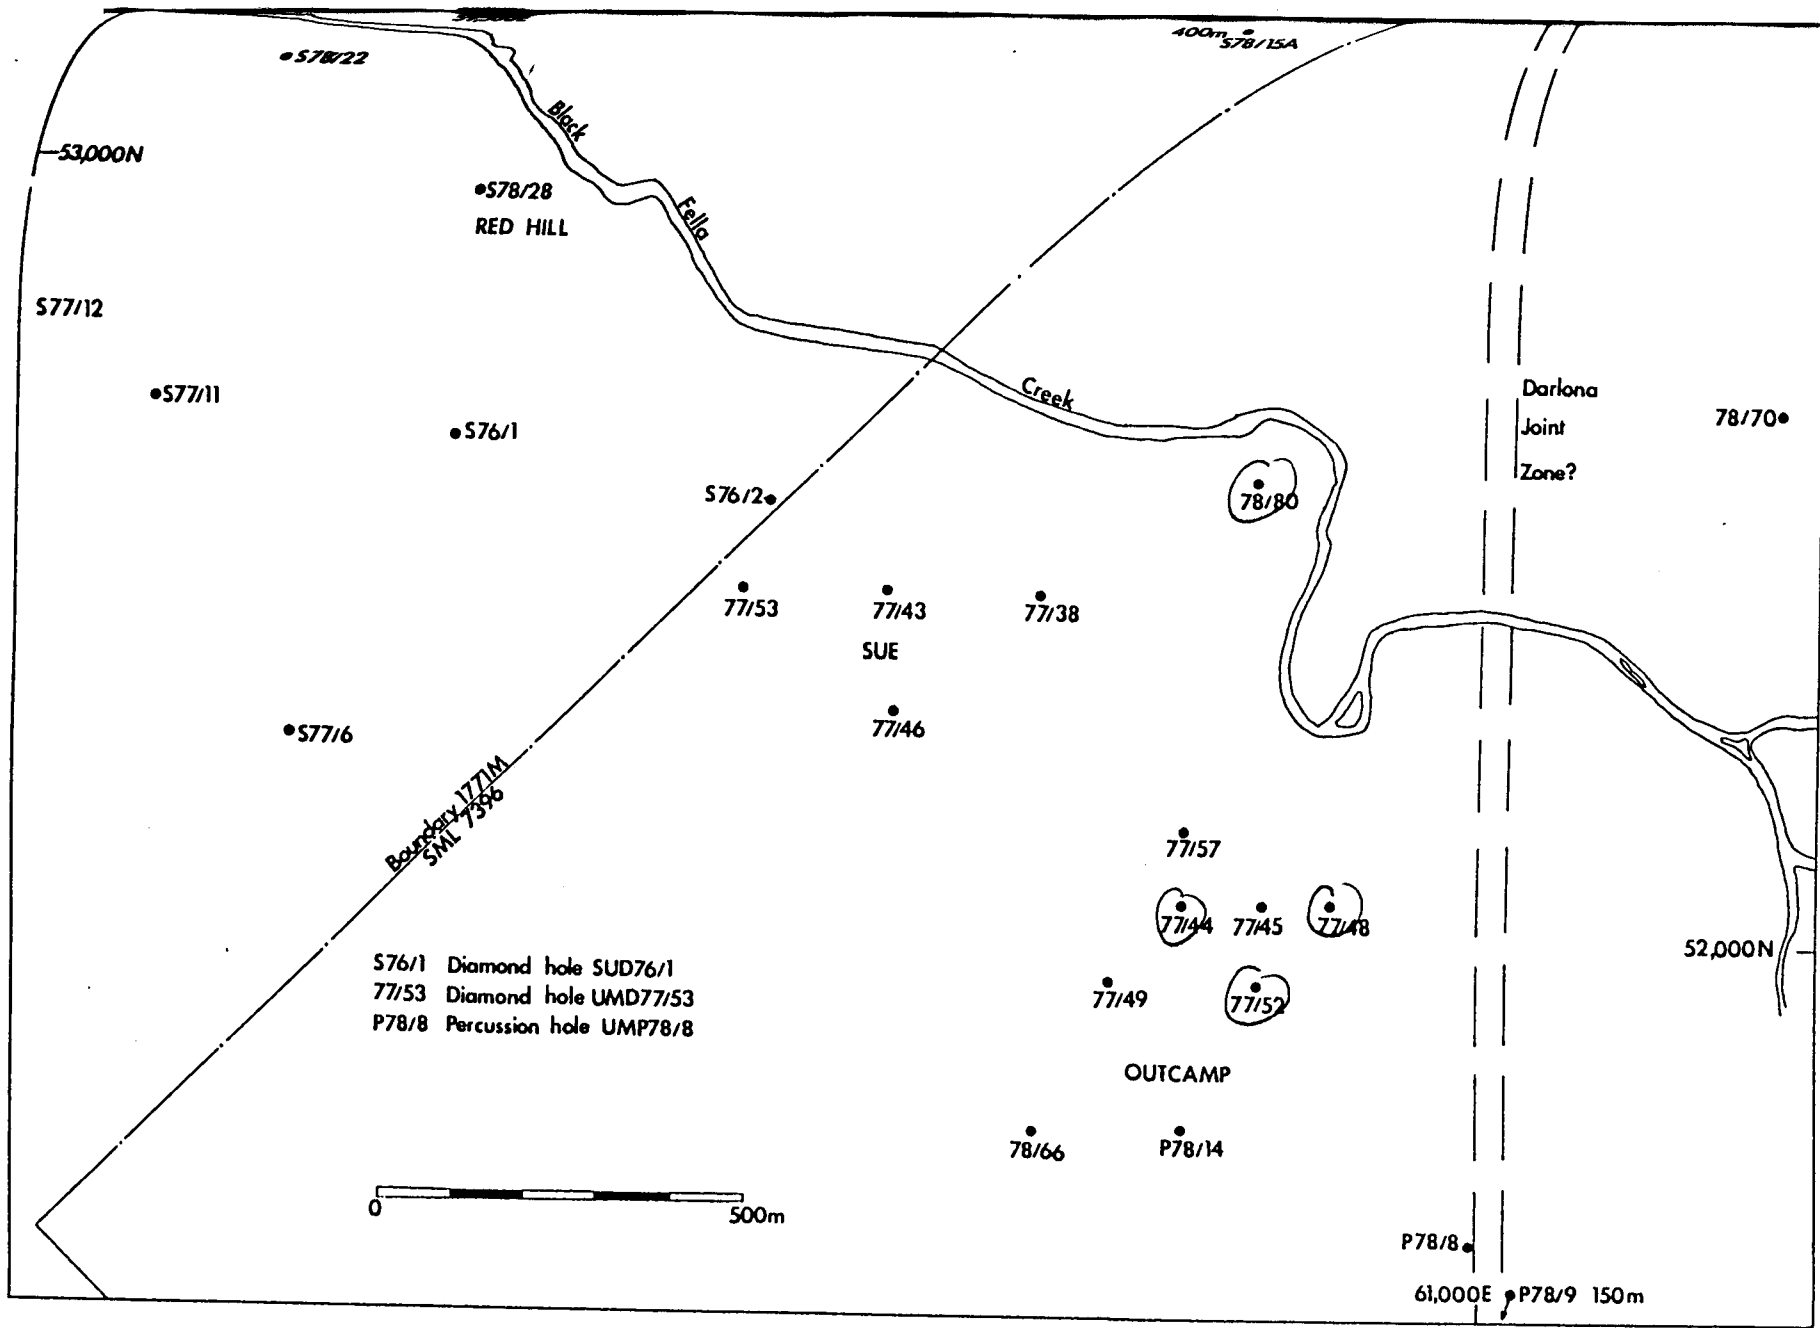 400m
S78/15A
S78/22
Black
53,000N
S78/28
Fella
RED HILL
S77/12
Creek
Darlona
Joint
Zone?
S77/11
78/70
S76/1
S76/2
78/80
77/53
77/43
77/38
SUE
77/46
S77/6
Boundary 1771M
SML 7396
77/57
77/44
77/45
77/48
52,000N
S76/1 Diamond hole SUD76/1
77/53 Diamond hole UMD77/53
P78/8 Percussion hole UMP78/8
77/49
77/52
OUTCAMP
78/66
P78/14
0
500m
P78/8
61,000E
P78/9 150m